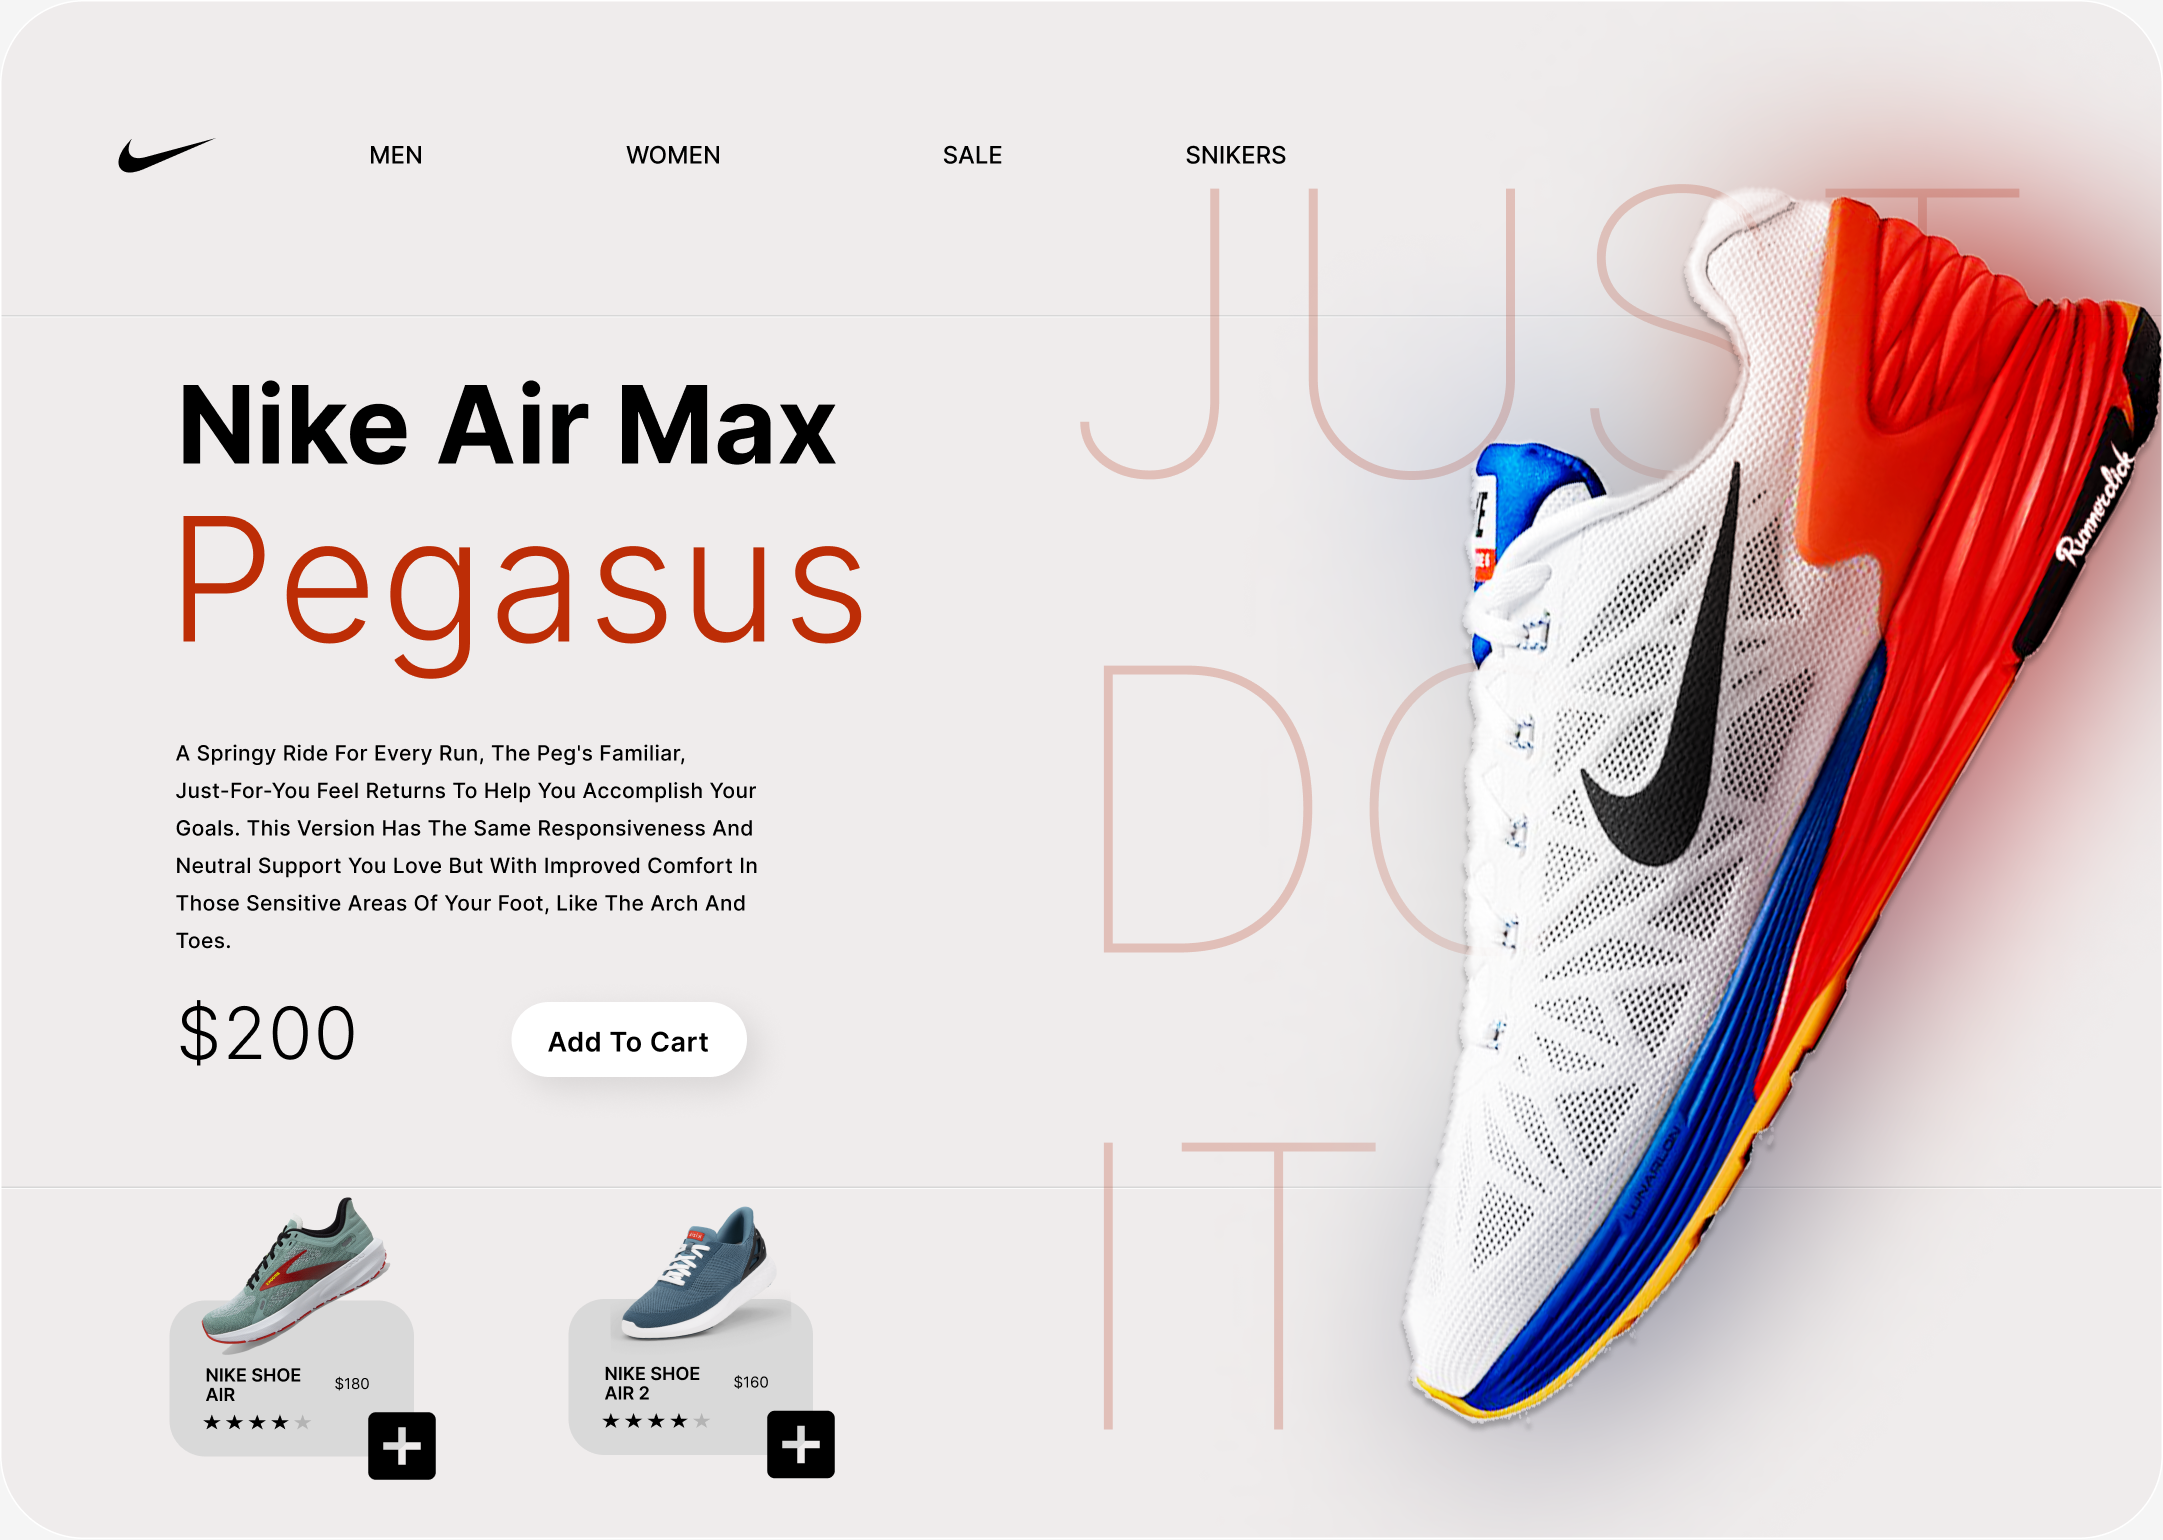 MEN
WOMEN
SALE
SNIKERS
JUST
Nike Air Max
Pegasus
A Springy Ride For Every Run, The Peg's Familiar,
Just-For-You Feel Returns To Help You Accomplish Your
Goals. This Version Has The Same Responsiveness And
Neutral Support You Love But With Improved Comfort In
Those Sensitive Areas Of Your Foot, Like The Arch And
Toes.
$200
Add To Cart
DO
IT
Runnerclick
LUNARLON
NIKE SHOE
AIR
$180
NIKE SHOE
AIR 2
$160